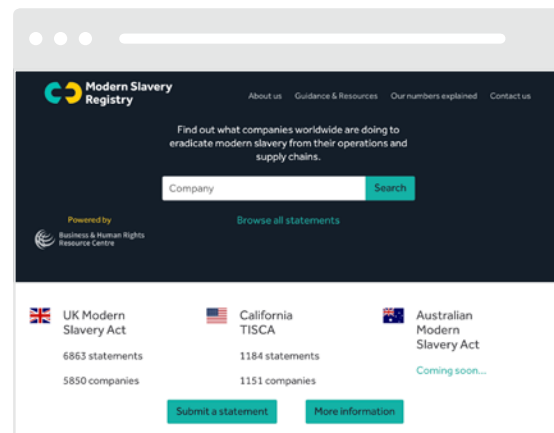 Modern Slavery
Registry
About us Guidance & Resources Our numbers explained Contact us
Find out what companies worldwide are doing to
eradicate modern slavery from their operations and
supply chains.
Company Search
Powered by
Browse all statements
Business & Human Rights
Resource Centre
UK Modern
Slavery Act
6863 statements
5850 companies
California
TISCA
1184 statements
1151 companies
Australian
Modern
Slavery Act
Coming soon...
Submit a statement More information